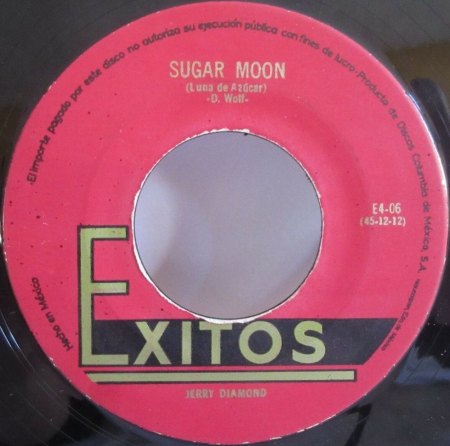 El importe pagado por este disco no autoriza su ejecución pública con fines de lucro · Producto de Discos Columbia de México, S.A.
SUGAR MOON
(Luna de Azúcar)
-D. Wolf-
E4-06
(45-12-12)
Hecho en México
EXITOS
JERRY DIAMOND